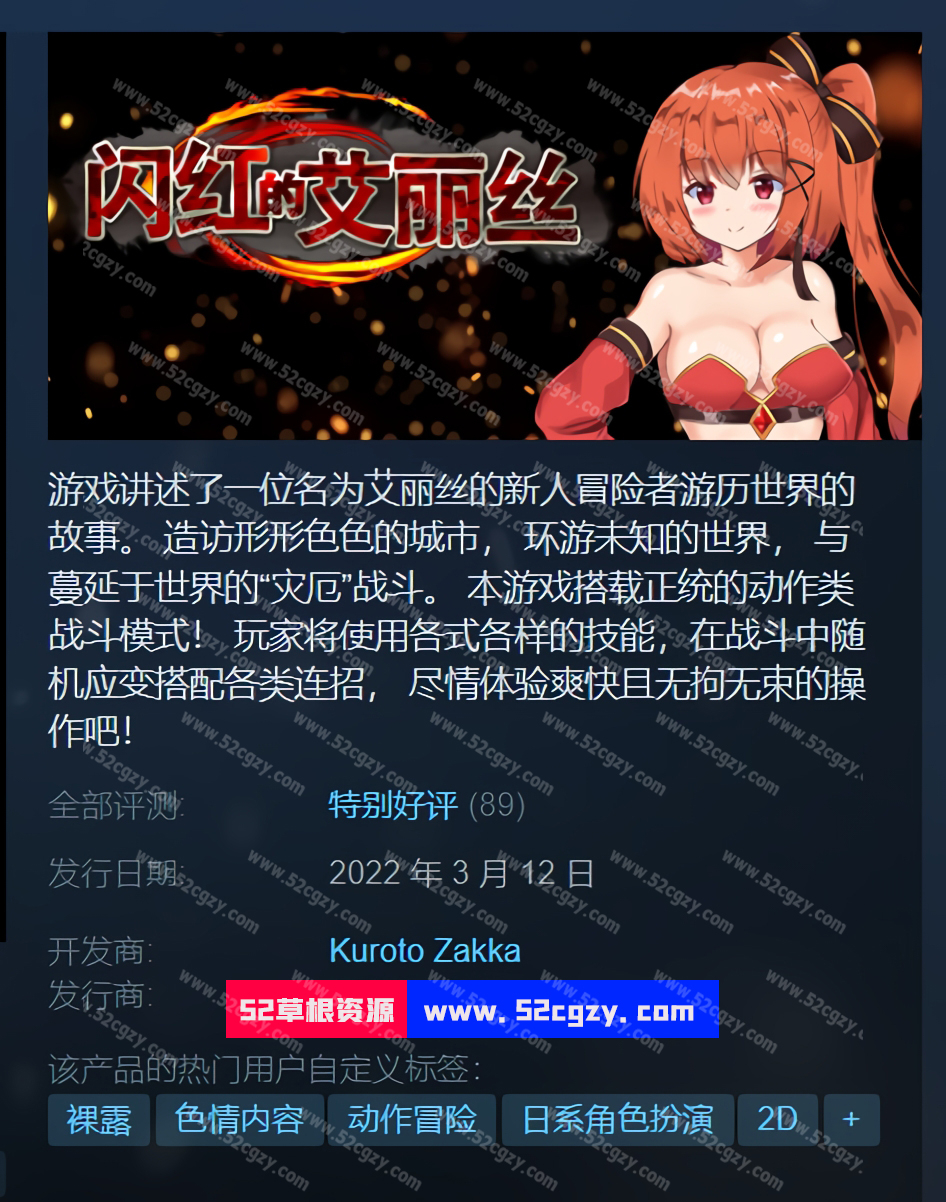 闪红的艾丽丝
游戏讲述了一位名为艾丽丝的新人冒险者游历世界的
故事。 造访形形色色的城市， 环游未知的世界， 与
蔓延于世界的“灾厄”战斗。 本游戏搭载正统的动作类
战斗模式！ 玩家将使用各式各样的技能，在战斗中随
机应变搭配各类连招， 尽情体验爽快且无拘无束的操
作吧！
全部评测: 特别好评 (89)
发行日期: 2022 年 3 月 12 日
开发商: Kuroto Zakka
发行商:
52草根资源 www.52cgzy.com
该产品的热门用户自定义标签：
裸露 色情内容 动作冒险 日系角色扮演 2D +
www.52cgzy.com